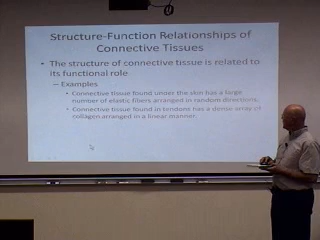 Structure-Function Relationships of
Connective Tissues
• The structure of connective tissue is related to
its functional role
– Examples
• Connective tissue found under the skin has a large
number of elastic fibers arranged in random directions.
• Connective tissue found in tendons has a dense array of
collagen arranged in a linear manner.